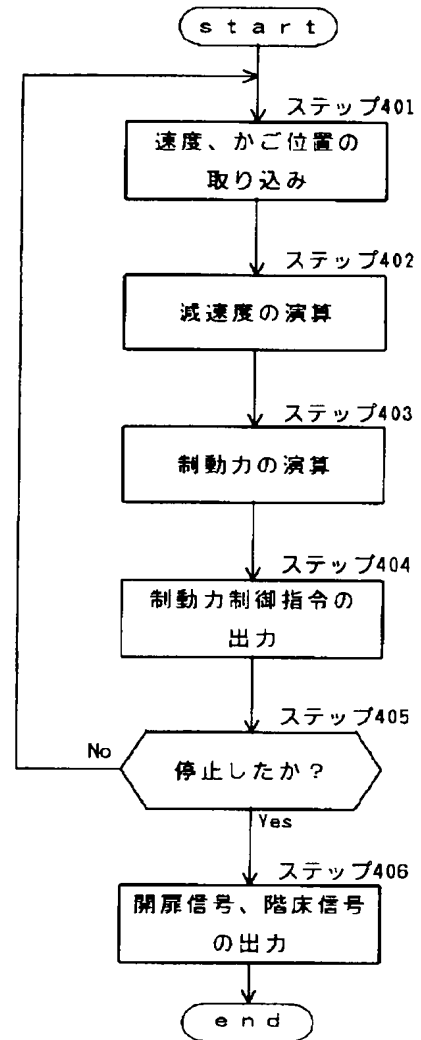 start
ステップ401
速度、かご位置の
取り込み
ステップ402
減速度の演算
ステップ403
制動力の演算
ステップ404
制動力制御指令の
出力
ステップ405
No
停止したか？
Yes
ステップ406
開扉信号、階床信号
の出力
end